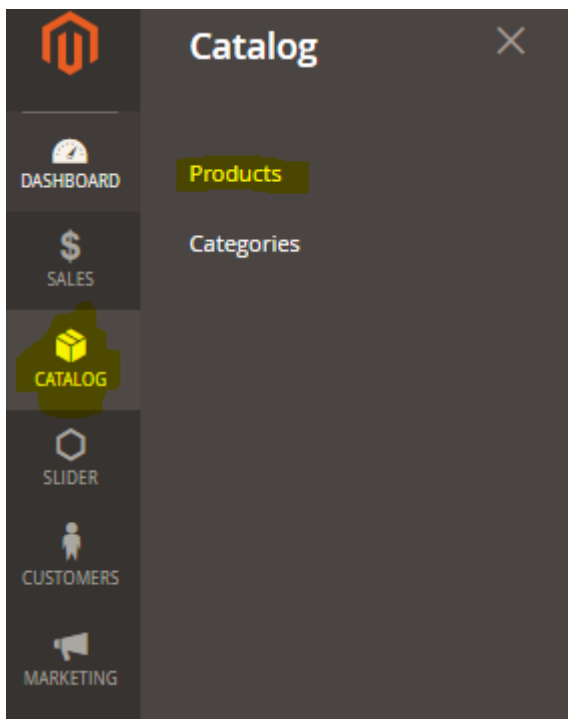 Catalog
DASHBOARD
Products
SALES
Categories
CATALOG
SLIDER
CUSTOMERS
MARKETING